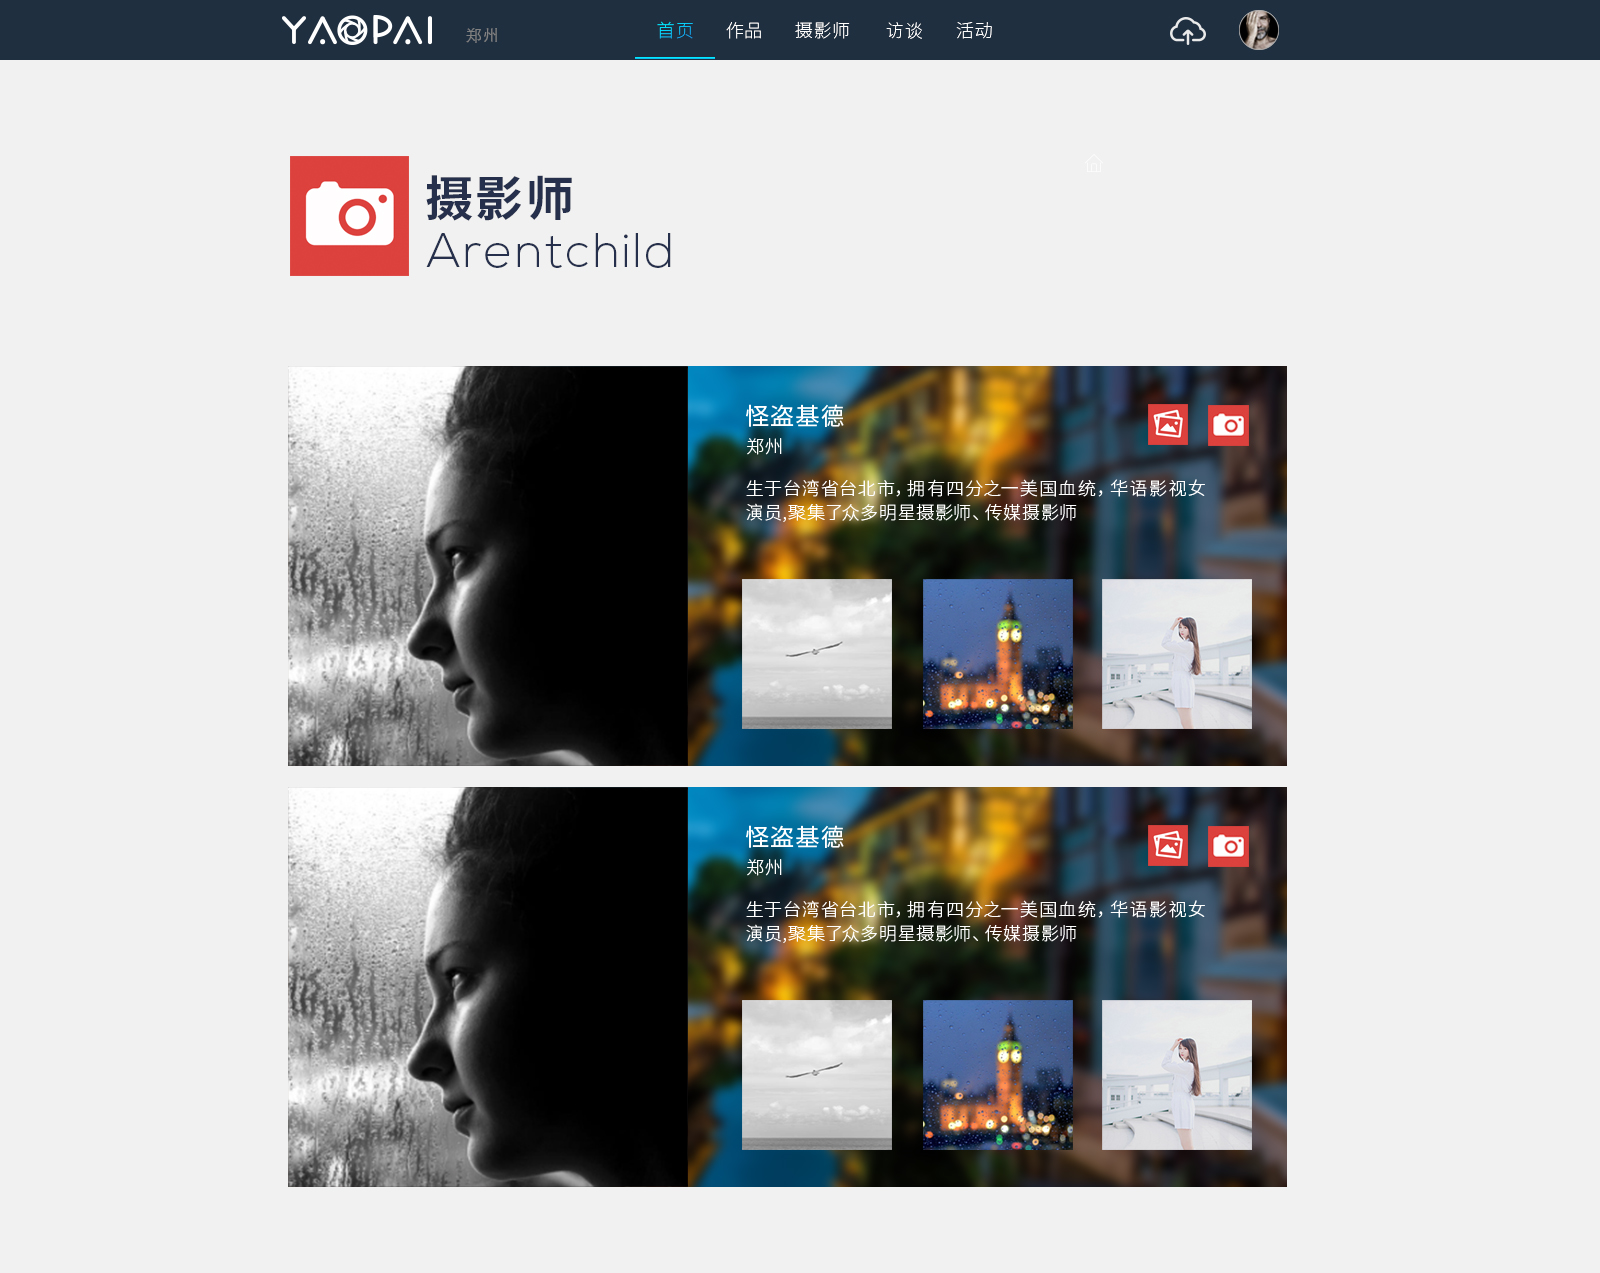 YAOPAI 郑州 首页 作品 摄影师 访谈 活动
摄影师
Arentchild
怪盗基德
郑州
生于台湾省台北市，拥有四分之一美国血统，华语影视女
演员,聚集了众多明星摄影师、传媒摄影师
怪盗基德
郑州
生于台湾省台北市，拥有四分之一美国血统，华语影视女
演员,聚集了众多明星摄影师、传媒摄影师